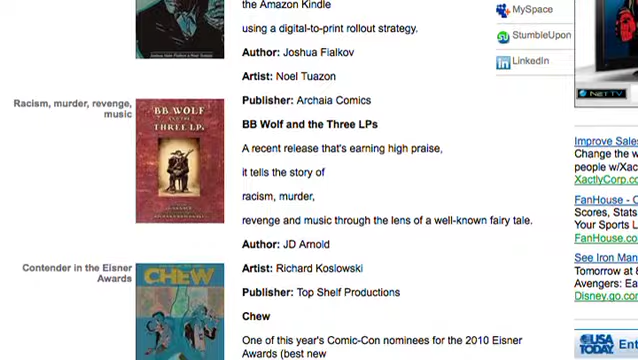 the Amazon Kindle
using a digital-to-print rollout strategy.
Author: Joshua Fialkov
Artist: Noel Tuazon
Publisher: Archaia Comics
Racism, murder, revenge,
music
BB WOLF
AND THE
THREE LPs
BB Wolf and the Three LPs
A recent release that's earning high praise,
it tells the story of
racism, murder,
revenge and music through the lens of a well-known fairy tale.
Author: JD Arnold
Artist: Richard Koslowski
Publisher: Top Shelf Productions
Contender in the Eisner
Awards
CHEW
Chew
One of this year's Comic-Con nominees for the 2010 Eisner
Awards (best new
MySpace
StumbleUpon
LinkedIn
NET TV
Improve Sales
Change the w
people w/Xac
XactlyCorp.co
FanHouse - C
Scores, Stats
Your Sports L
FanHouse.co
See Iron Man
Tomorrow at 8
Avengers: Ea
Disney.go.co
USA
TODAY
Ent